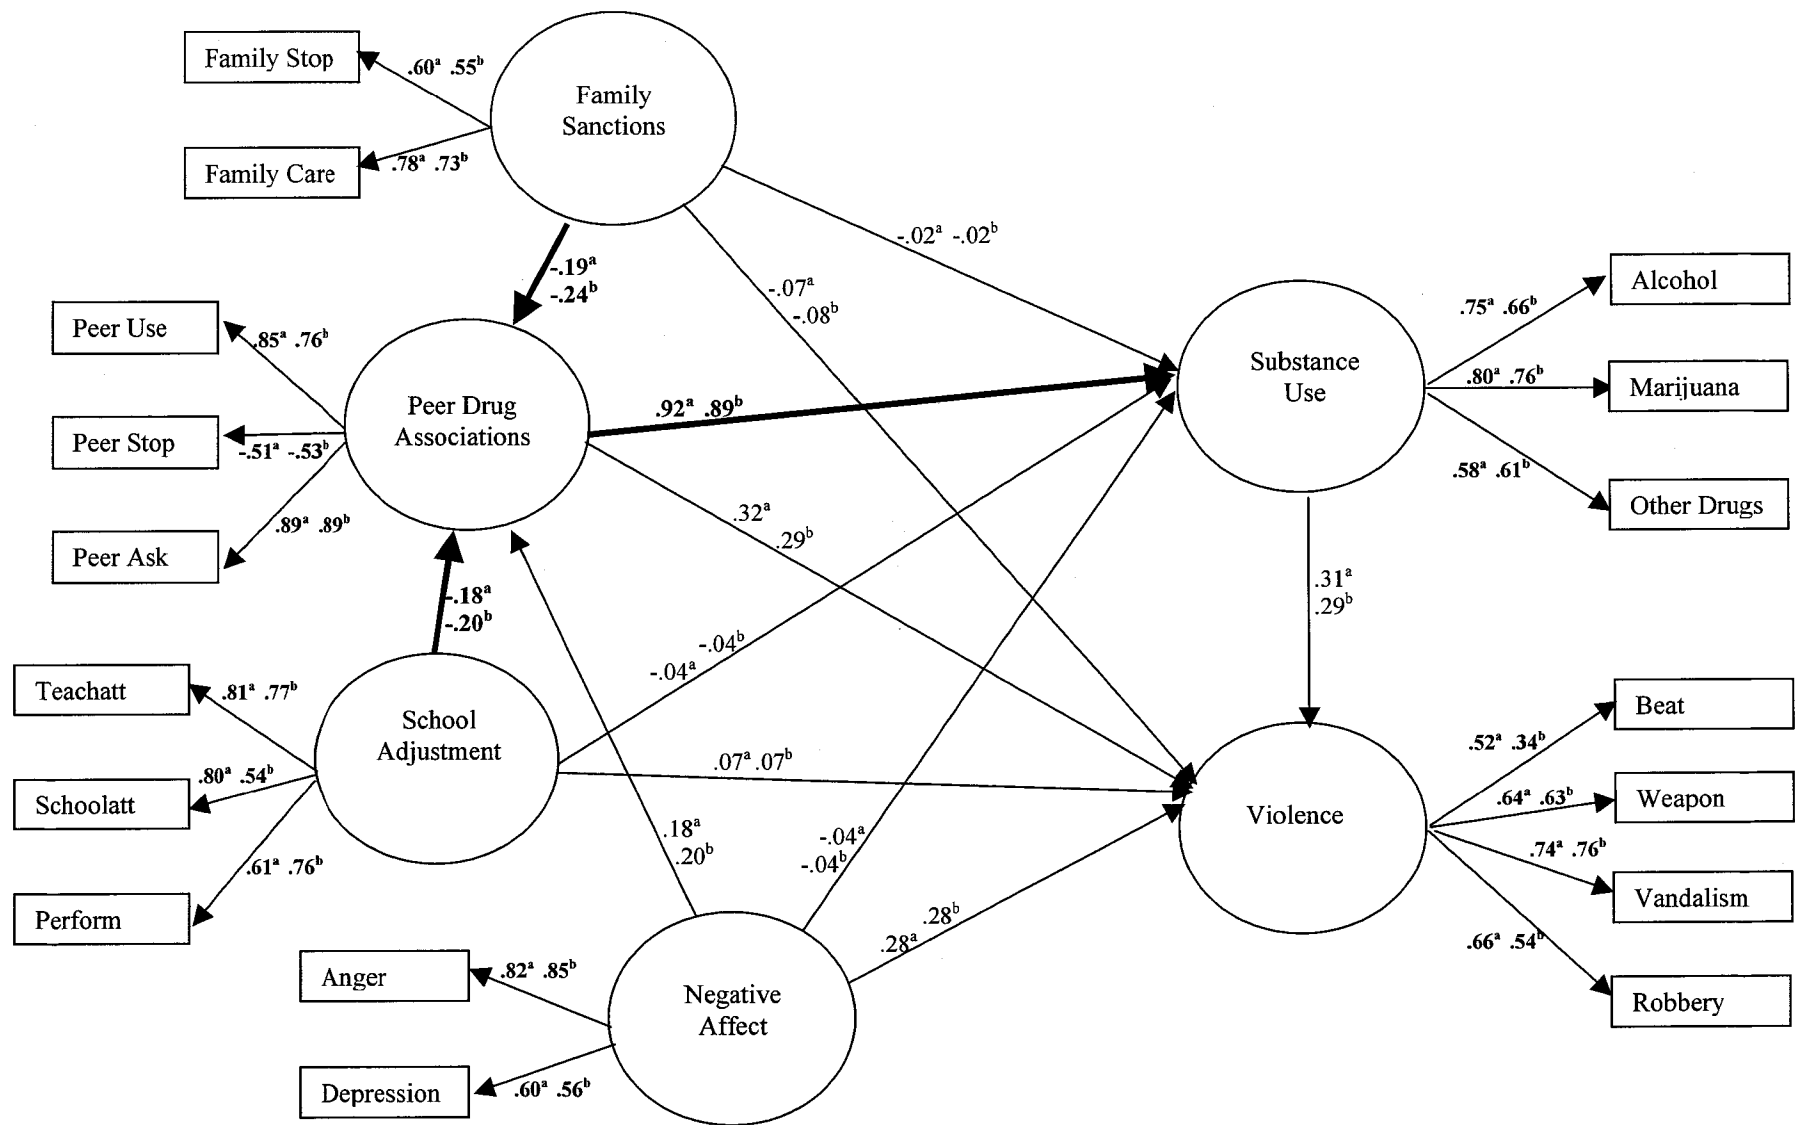 Family Stop
.60ᵃ .55ᵇ
Family
Sanctions
Family Care
.78ᵃ .73ᵇ
-.02ᵃ -.02ᵇ
-.19ᵃ
-.24ᵇ
-.07ᵃ
-.08ᵇ
Peer Use
.85ᵃ .76ᵇ
Peer Stop
-.51ᵃ -.53ᵇ
Peer Ask
.89ᵃ .89ᵇ
Peer Drug
Associations
.92ᵃ .89ᵇ
Substance
Use
Alcohol
.75ᵃ .66ᵇ
Marijuana
.80ᵃ .76ᵇ
Other Drugs
.58ᵃ .61ᵇ
.32ᵃ
.29ᵇ
.31ᵃ
.29ᵇ
-.18ᵃ
-.20ᵇ
-.04ᵃ -.04ᵇ
Teachatt
.81ᵃ .77ᵇ
Schoolatt
.80ᵃ .54ᵇ
Perform
.61ᵃ .76ᵇ
School
Adjustment
.07ᵃ .07ᵇ
.18ᵃ
.20ᵇ
-.04ᵃ
-.04ᵇ
.28ᵃ .28ᵇ
Violence
Beat
.52ᵃ .34ᵇ
Weapon
.64ᵃ .63ᵇ
Vandalism
.74ᵃ .76ᵇ
Robbery
.66ᵃ .54ᵇ
Anger
.82ᵃ .85ᵇ
Negative
Affect
Depression
.60ᵃ .56ᵇ